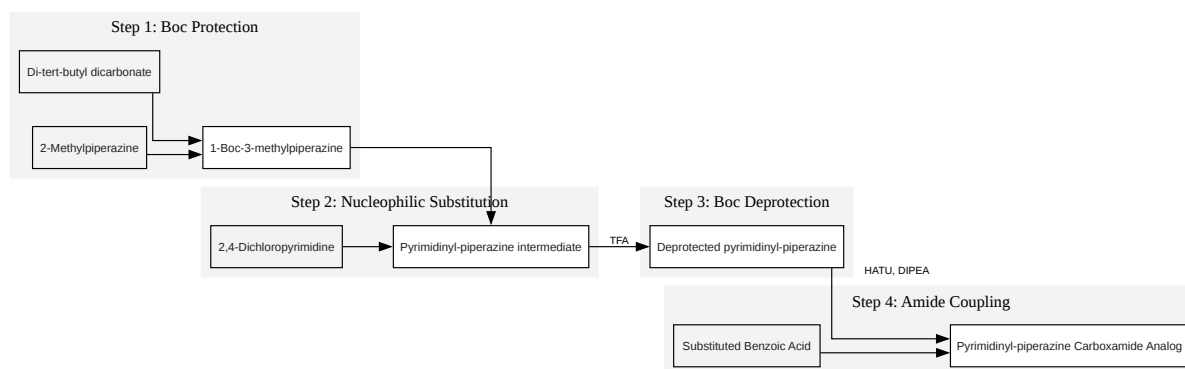 Step 1: Boc Protection
Di-tert-butyl dicarbonate
2-Methylpiperazine
1-Boc-3-methylpiperazine
Step 2: Nucleophilic Substitution
2,4-Dichloropyrimidine
Pyrimidinyl-piperazine intermediate
TFA
Step 3: Boc Deprotection
Deprotected pyrimidinyl-piperazine
HATU, DIPEA
Step 4: Amide Coupling
Substituted Benzoic Acid
Pyrimidinyl-piperazine Carboxamide Analog